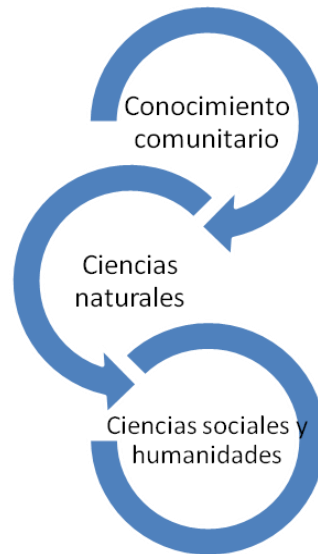 Conocimiento
comunitario
Ciencias
naturales
Ciencias sociales y
humanidades